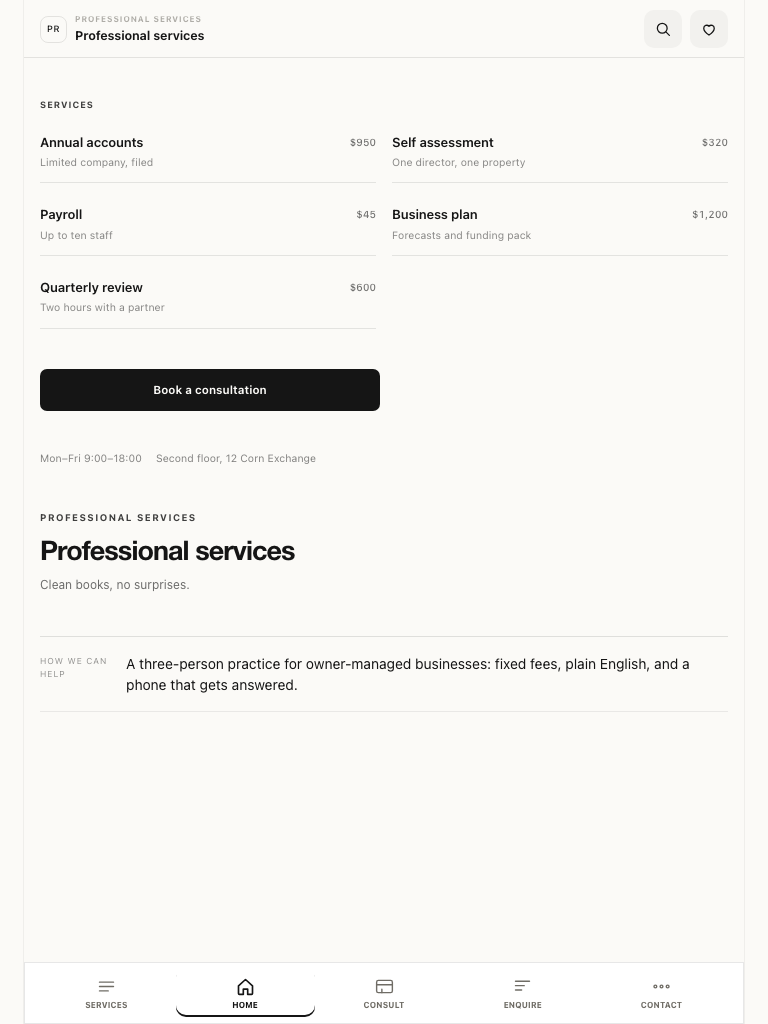 PR
PROFESSIONAL SERVICES
Professional services
SERVICES
Annual accounts $950
Limited company, filed
Self assessment $320
One director, one property
Payroll $45
Up to ten staff
Business plan $1,200
Forecasts and funding pack
Quarterly review $600
Two hours with a partner
Book a consultation
Mon–Fri 9:00–18:00 Second floor, 12 Corn Exchange
PROFESSIONAL SERVICES
Professional services
Clean books, no surprises.
HOW WE CAN
HELP
A three-person practice for owner-managed businesses: fixed fees, plain English, and a
phone that gets answered.
SERVICES
HOME
CONSULT
ENQUIRE
CONTACT